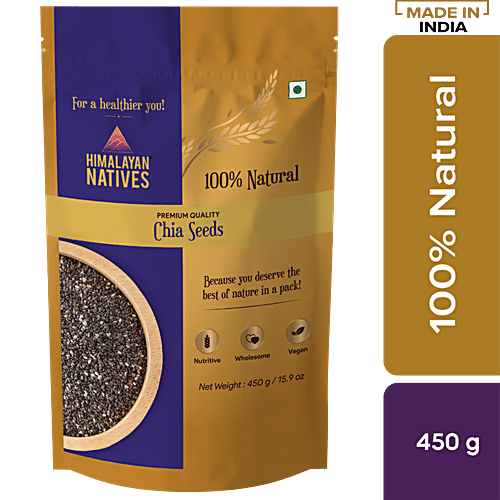 MADE IN
INDIA
For a healthier you!
HIMALAYAN
NATIVES
100% Natural
PREMIUM QUALITY
Chia Seeds
Because you deserve the
best of nature in a pack!
Nutritive
Wholesome
Vegan
Net Weight : 450 g / 15.9 oz
100% Natural
450 g